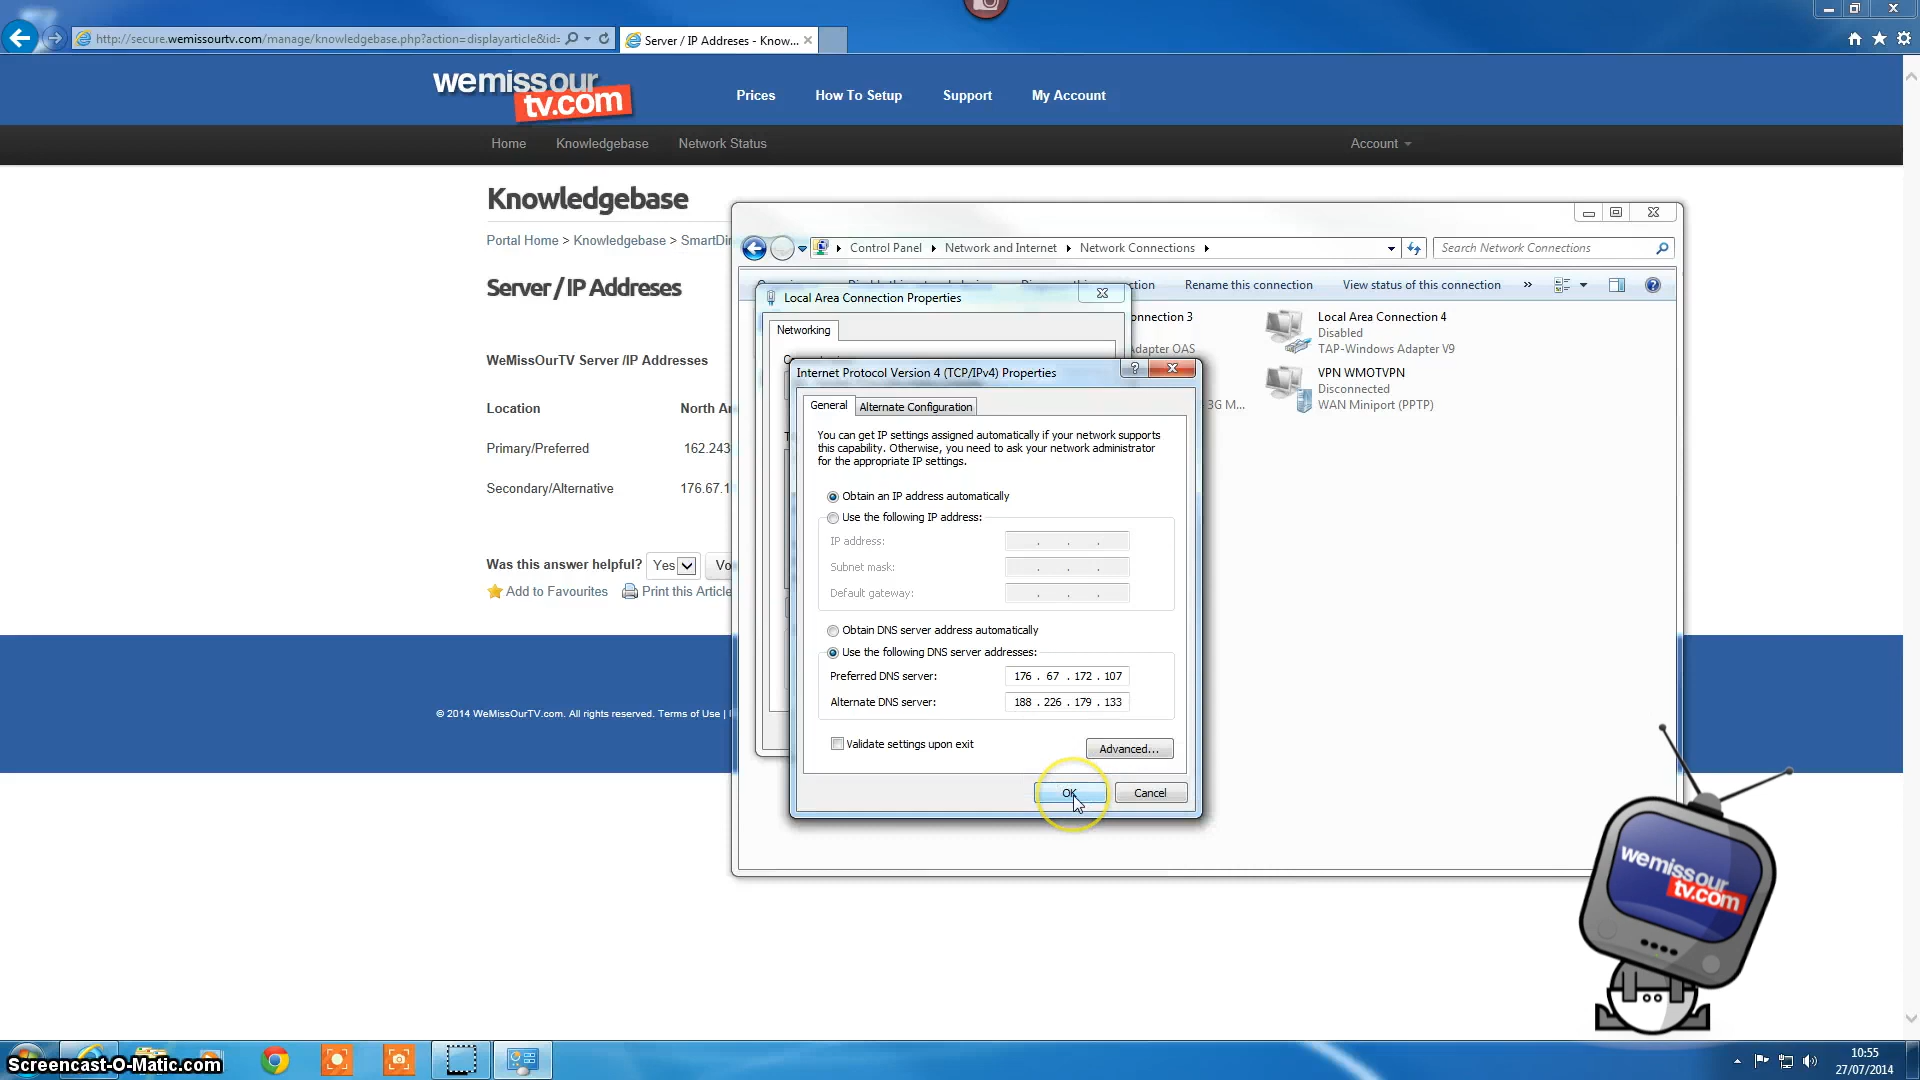 http://secure.wemissourtv.com/manage/knowledgebase.php?action=displayarticle&id=
Server / IP Addreses - Know...
wemissour
tv.com
Prices
How To Setup
Support
My Account
Home
Knowledgebase
Network Status
Account
Knowledgebase
Portal Home > Knowledgebase > SmartDi
Server / IP Addreses
WeMissOurTV Server /IP Addresses
Location
North A
Primary/Preferred
162.243
Secondary/Alternative
176.67.1
Was this answer helpful?
Yes
Vo
Add to Favourites
Print this Article
© 2014 WeMissOurTV.com. All rights reserved. Terms of Use |
Control Panel
Network and Internet
Network Connections
Search Network Connections
Rename this connection
View status of this connection
»
onnection 3
dapter OAS
3G M...
Local Area Connection 4
Disabled
TAP-Windows Adapter V9
VPN WMOTVPN
Disconnected
WAN Miniport (PPTP)
Local Area Connection Properties
Networking
Internet Protocol Version 4 (TCP/IPv4) Properties
General
Alternate Configuration
You can get IP settings assigned automatically if your network supports
this capability. Otherwise, you need to ask your network administrator
for the appropriate IP settings.
Obtain an IP address automatically
Use the following IP address:
IP address:
Subnet mask:
Default gateway:
Obtain DNS server address automatically
Use the following DNS server addresses:
Preferred DNS server:
176 . 67 . 172 . 107
Alternate DNS server:
188 . 226 . 179 . 133
Validate settings upon exit
Advanced...
OK
Cancel
wemissour
tv.com
Screencast-O-Matic.com
10:55
27/07/2014